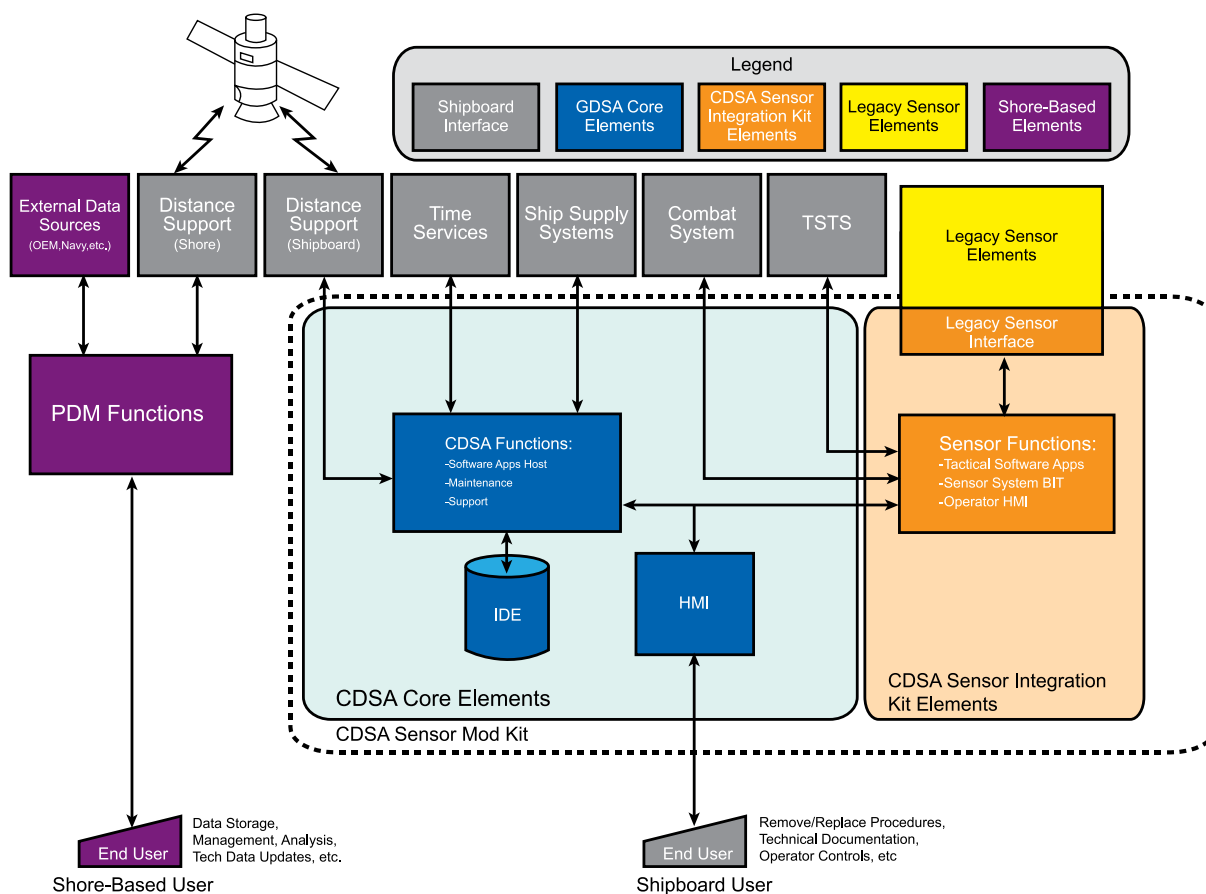 Legend
Shipboard
Interface
GDSA Core
Elements
CDSA Sensor
Integration Kit
Elements
Legacy Sensor
Elements
Shore-Based
Elements
External Data
Sources
(OEM,Navy,etc.)
Distance
Support
(Shore)
Distance
Support
(Shipboard)
Time
Services
Ship Supply
Systems
Combat
System
TSTS
Legacy Sensor
Elements
Legacy Sensor
Interface
PDM Functions
CDSA Functions:
-Software Apps Host
-Maintenance
-Support
Sensor Functions:
-Tactical Software Apps
-Sensor System BIT
-Operator HMI
IDE
HMI
CDSA Core Elements
CDSA Sensor Integration
Kit Elements
CDSA Sensor Mod Kit
End User
Data Storage,
Management, Analysis,
Tech Data Updates, etc.
Shore-Based User
End User
Remove/Replace Procedures,
Technical Documentation,
Operator Controls, etc
Shipboard User